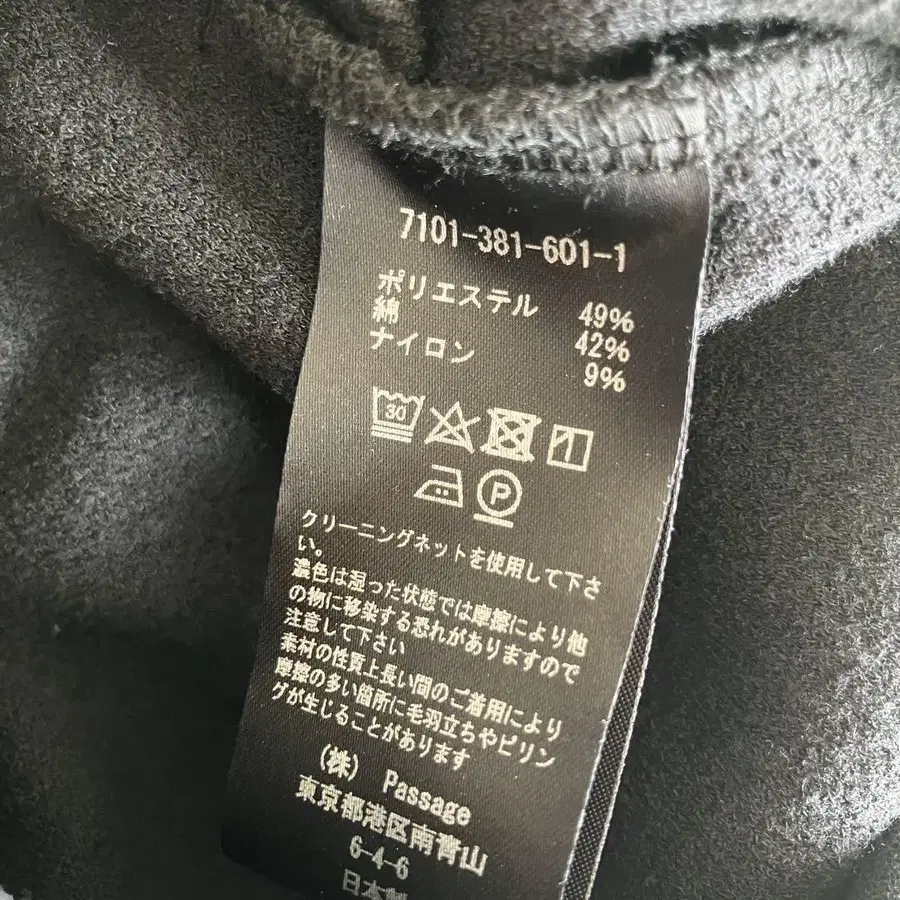 7101-381-601-1
ポリエステル 49%
綿 42%
ナイロン 9%
30
P
クリーニングネットを使用して下さ
い。
濃色は湿った状態では摩擦により他
の物に移染する恐れがありますので
注意して下さい
素材の性質上長い間のご着用により
摩擦の多い箇所に毛羽立ちやピリン
グが生じることがあります
(株) Passage
東京都港区南青山
6-4-6
日本製